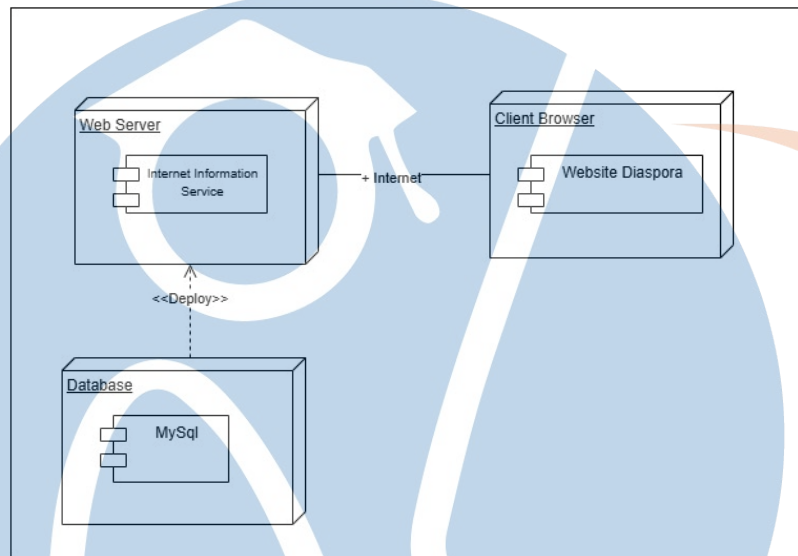 Web Server
Internet Information
Service
+ Internet
Client Browser
Website Diaspora
<<Deploy>>
Database
MySql